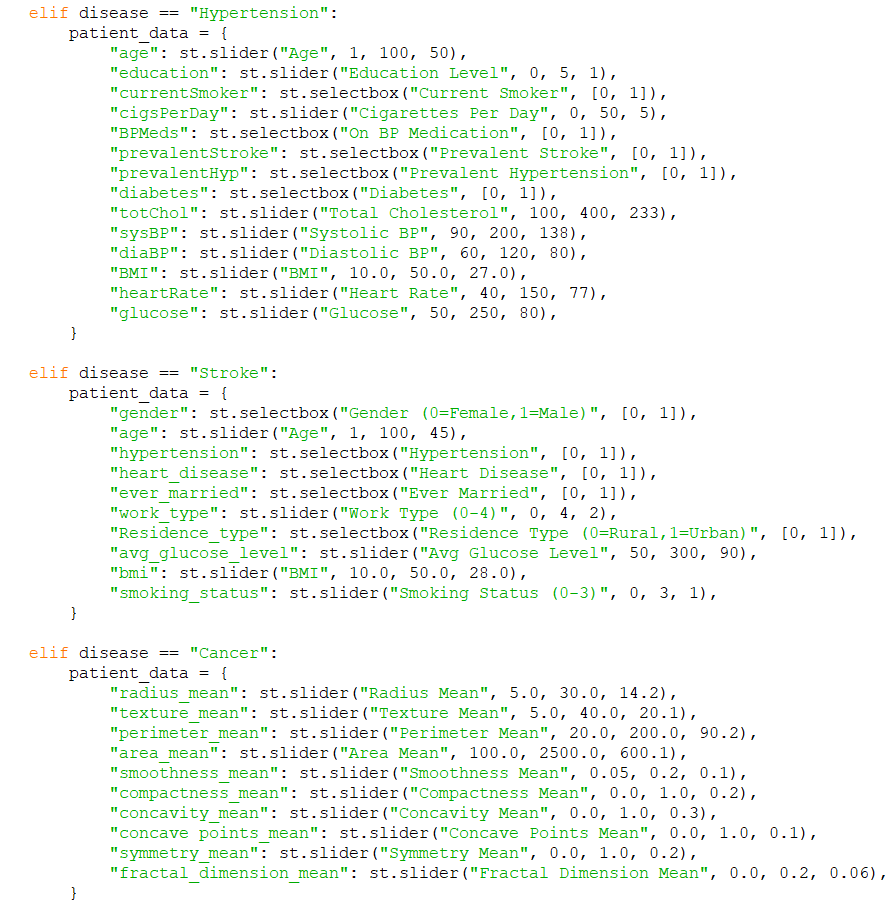 elif disease == "Hypertension":
    patient_data = {
        "age": st.slider("Age", 1, 100, 50),
        "education": st.slider("Education Level", 0, 5, 1),
        "currentSmoker": st.selectbox("Current Smoker", [0, 1]),
        "cigsPerDay": st.slider("Cigarettes Per Day", 0, 50, 5),
        "BPMeds": st.selectbox("On BP Medication", [0, 1]),
        "prevalentStroke": st.selectbox("Prevalent Stroke", [0, 1]),
        "prevalentHyp": st.selectbox("Prevalent Hypertension", [0, 1]),
        "diabetes": st.selectbox("Diabetes", [0, 1]),
        "totChol": st.slider("Total Cholesterol", 100, 400, 233),
        "sysBP": st.slider("Systolic BP", 90, 200, 138),
        "diaBP": st.slider("Diastolic BP", 60, 120, 80),
        "BMI": st.slider("BMI", 10.0, 50.0, 27.0),
        "heartRate": st.slider("Heart Rate", 40, 150, 77),
        "glucose": st.slider("Glucose", 50, 250, 80),
    }
elif disease == "Stroke":
    patient_data = {
        "gender": st.selectbox("Gender (0=Female,1=Male)", [0, 1]),
        "age": st.slider("Age", 1, 100, 45),
        "hypertension": st.selectbox("Hypertension", [0, 1]),
        "heart_disease": st.selectbox("Heart Disease", [0, 1]),
        "ever_married": st.selectbox("Ever Married", [0, 1]),
        "work_type": st.slider("Work Type (0-4)", 0, 4, 2),
        "Residence_type": st.selectbox("Residence Type (0=Rural,1=Urban)", [0, 1]),
        "avg_glucose_level": st.slider("Avg Glucose Level", 50, 300, 90),
        "bmi": st.slider("BMI", 10.0, 50.0, 28.0),
        "smoking_status": st.slider("Smoking Status (0-3)", 0, 3, 1),
    }
elif disease == "Cancer":
    patient_data = {
        "radius_mean": st.slider("Radius Mean", 5.0, 30.0, 14.2),
        "texture_mean": st.slider("Texture Mean", 5.0, 40.0, 20.1),
        "perimeter_mean": st.slider("Perimeter Mean", 20.0, 200.0, 90.2),
        "area_mean": st.slider("Area Mean", 100.0, 2500.0, 600.1),
        "smoothness_mean": st.slider("Smoothness Mean", 0.05, 0.2, 0.1),
        "compactness_mean": st.slider("Compactness Mean", 0.0, 1.0, 0.2),
        "concavity_mean": st.slider("Concavity Mean", 0.0, 1.0, 0.3),
        "concave points_mean": st.slider("Concave Points Mean", 0.0, 1.0, 0.1),
        "symmetry_mean": st.slider("Symmetry Mean", 0.0, 1.0, 0.2),
        "fractal_dimension_mean": st.slider("Fractal Dimension Mean", 0.0, 0.2, 0.06),
    }